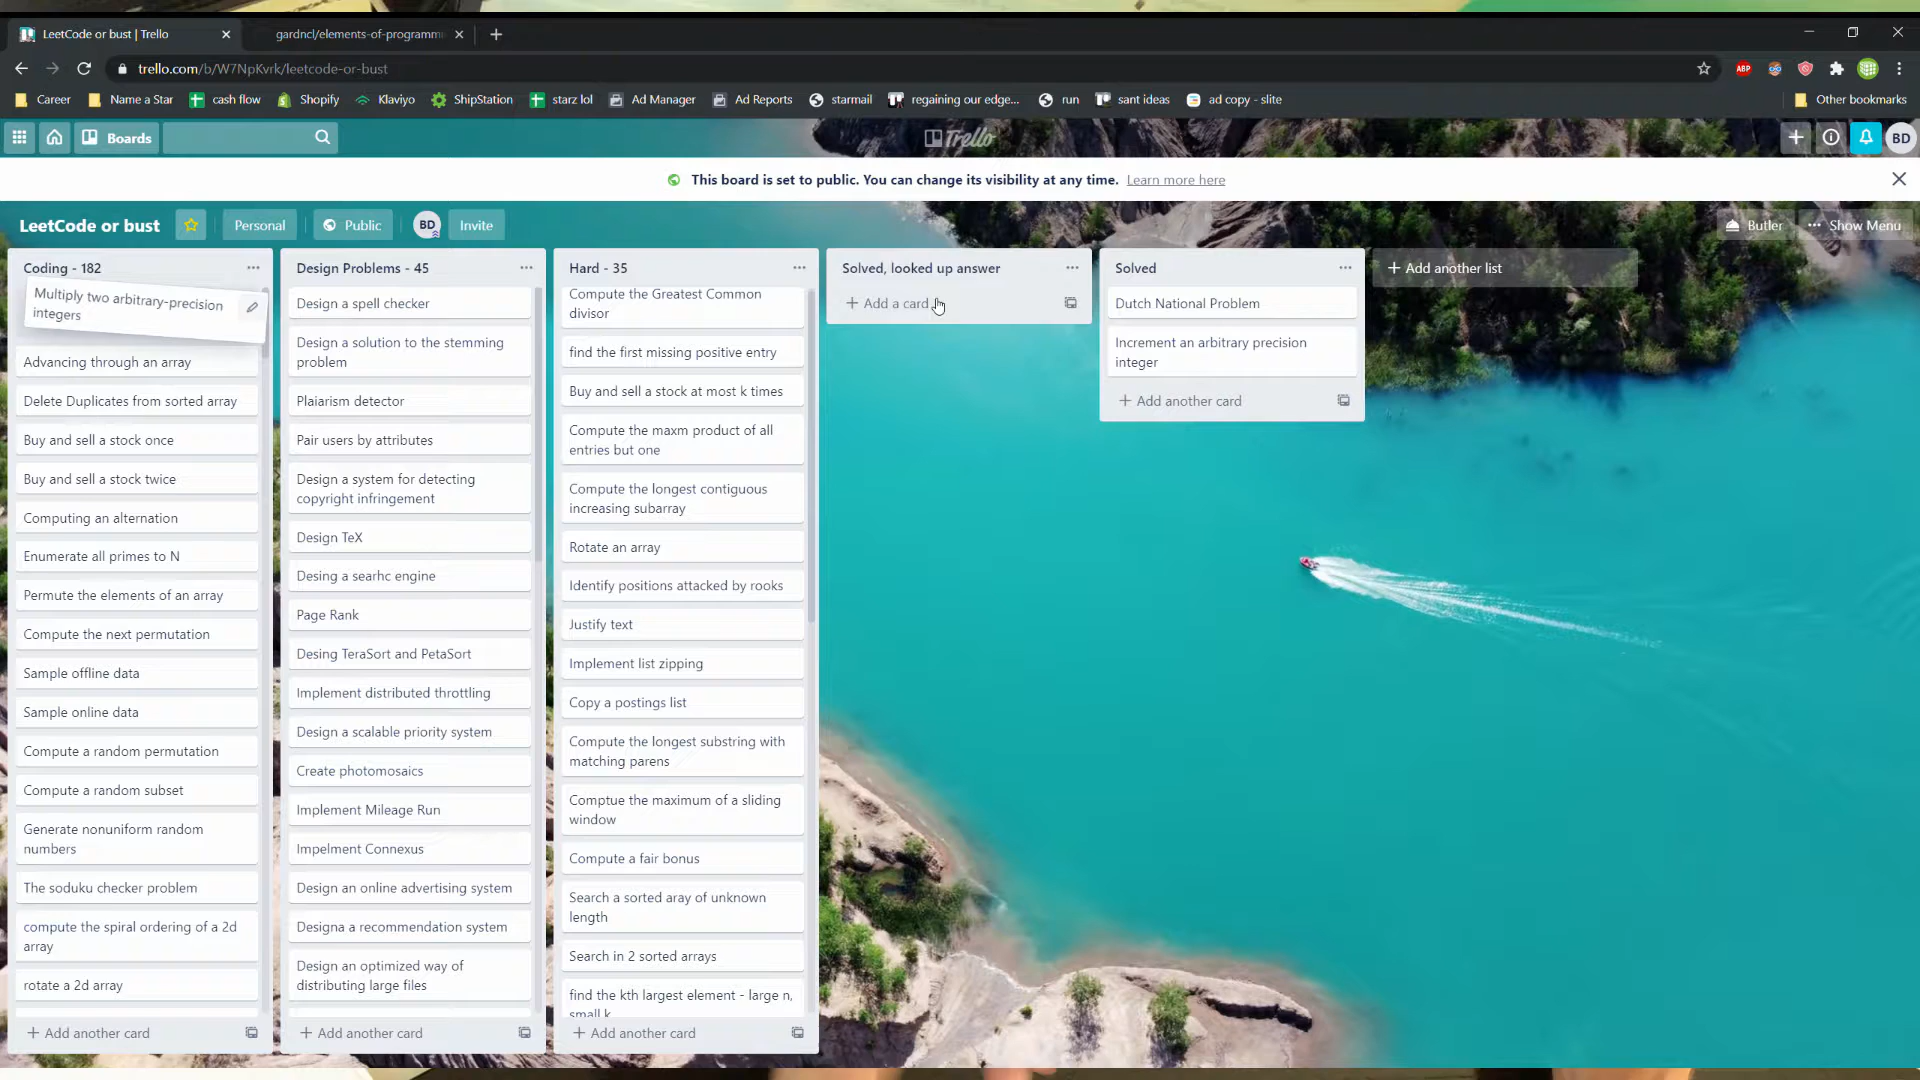 LeetCode or bust | Trello
gardncl/elements-of-programm
trello.com/b/W7NpKvrk/leetcode-or-bust
ABP
Career
Name a Star
cash flow
Shopify
Klaviyo
ShipStation
starz lol
Ad Manager
Ad Reports
starmail
regaining our edge...
run
sant ideas
ad copy - slite
Other bookmarks
Boards
Trello
BD
This board is set to public. You can change its visibility at any time. Learn more here
LeetCode or bust
Personal
Public
BD
Invite
Butler
Show Menu
Coding - 182
Multiply two arbitrary-precision
integers
Advancing through an array
Delete Duplicates from sorted array
Buy and sell a stock once
Buy and sell a stock twice
Computing an alternation
Enumerate all primes to N
Permute the elements of an array
Compute the next permutation
Sample offline data
Sample online data
Compute a random permutation
Compute a random subset
Generate nonuniform random
numbers
The soduku checker problem
compute the spiral ordering of a 2d
array
rotate a 2d array
+ Add another card
Design Problems - 45
Design a spell checker
Design a solution to the stemming
problem
Plaiarism detector
Pair users by attributes
Design a system for detecting
copyright infringement
Design TeX
Desing a searhc engine
Page Rank
Desing TeraSort and PetaSort
Implement distributed throttling
Design a scalable priority system
Create photomosaics
Implement Mileage Run
Impelment Connexus
Design an online advertising system
Designa a recommendation system
Design an optimized way of
distributing large files
+ Add another card
Hard - 35
Compute the Greatest Common
divisor
find the first missing positive entry
Buy and sell a stock at most k times
Compute the maxm product of all
entries but one
Compute the longest contiguous
increasing subarray
Rotate an array
Identify positions attacked by rooks
Justify text
Implement list zipping
Copy a postings list
Compute the longest substring with
matching parens
Comptue the maximum of a sliding
window
Compute a fair bonus
Search a sorted aray of unknown
length
Search in 2 sorted arrays
find the kth largest element - large n,
small k
+ Add another card
Solved, looked up answer
+ Add a card
Solved
Dutch National Problem
Increment an arbitrary precision
integer
+ Add another card
+ Add another list